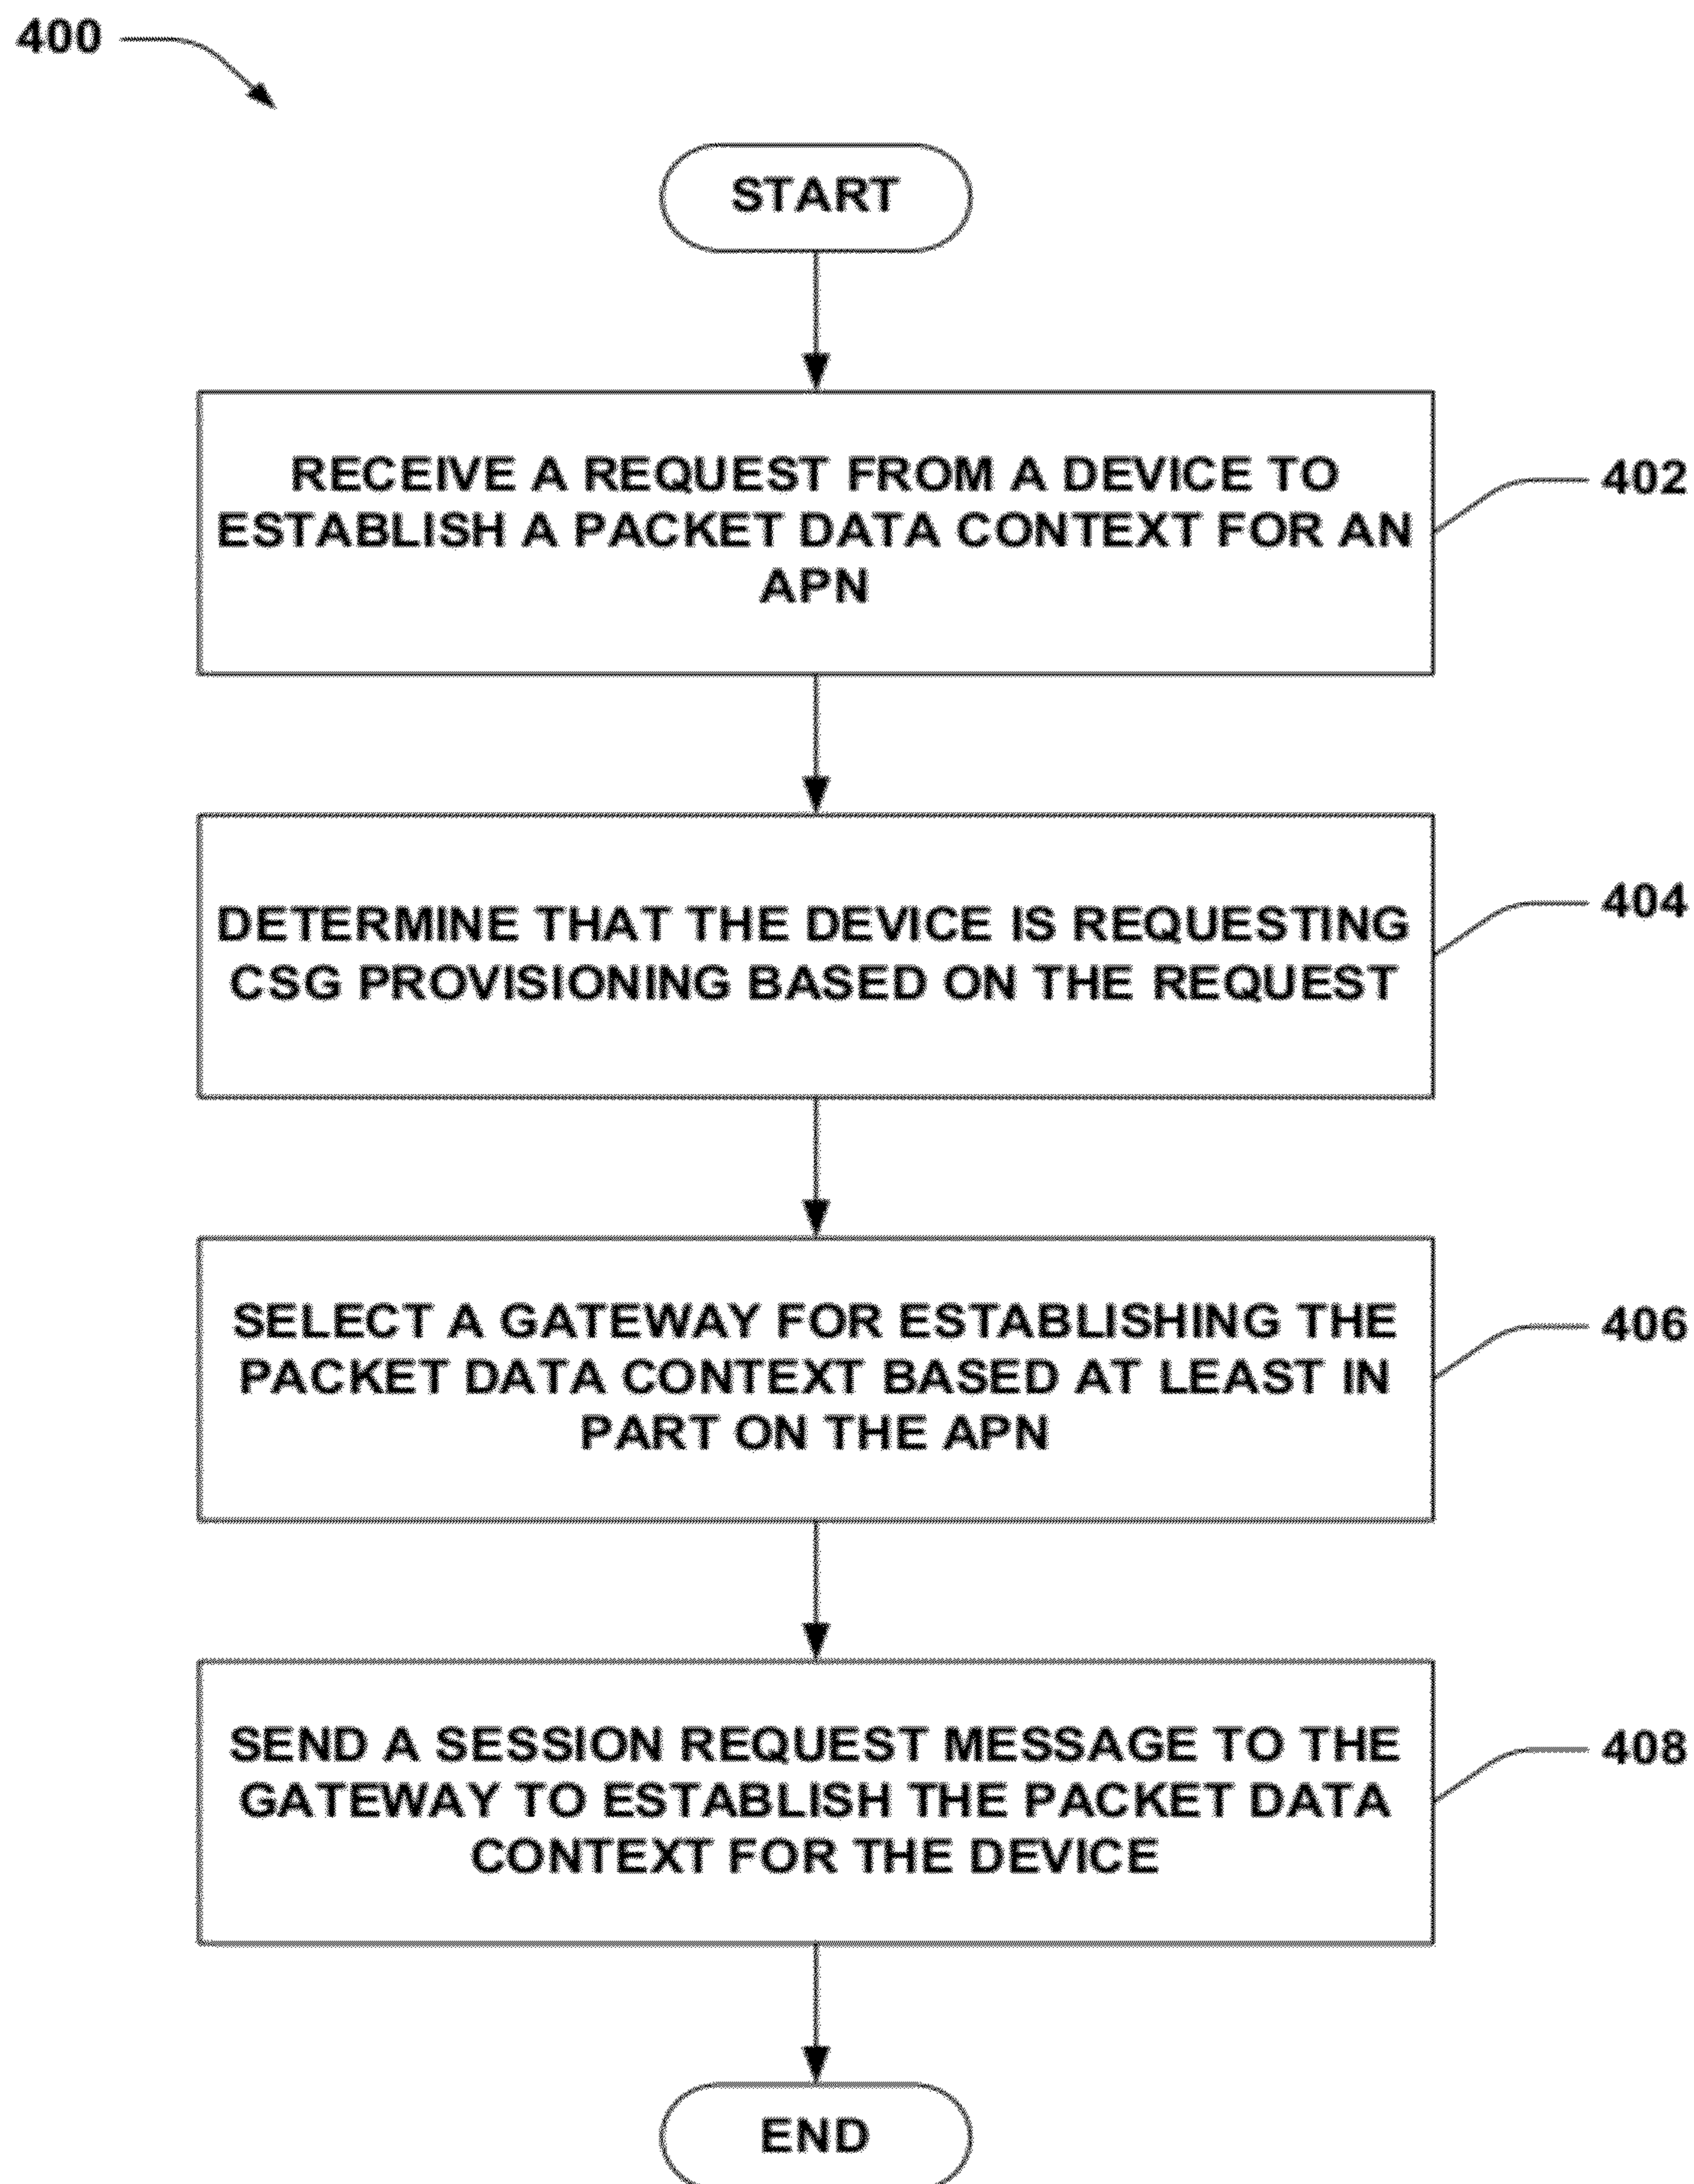 400
START
RECEIVE A REQUEST FROM A DEVICE TO
ESTABLISH A PACKET DATA CONTEXT FOR AN
APN
402
DETERMINE THAT THE DEVICE IS REQUESTING
CSG PROVISIONING BASED ON THE REQUEST
404
SELECT A GATEWAY FOR ESTABLISHING THE
PACKET DATA CONTEXT BASED AT LEAST IN
PART ON THE APN
406
SEND A SESSION REQUEST MESSAGE TO THE
GATEWAY TO ESTABLISH THE PACKET DATA
CONTEXT FOR THE DEVICE
408
END